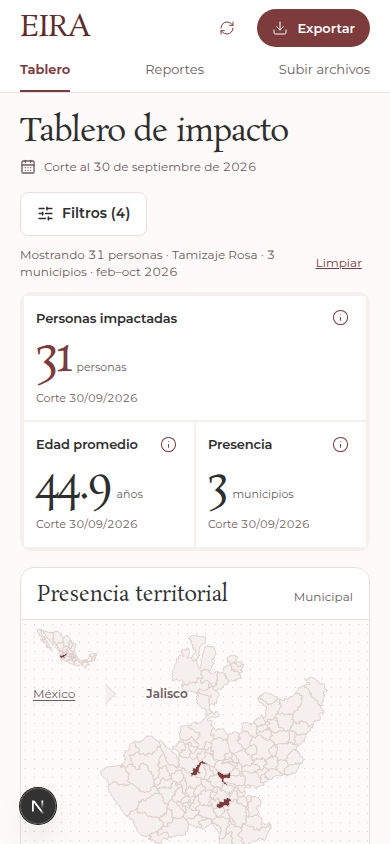 EIRA
Exportar
Tablero
Reportes
Subir archivos
Tablero de impacto
Corte al 30 de septiembre de 2026
Filtros (4)
Mostrando 31 personas · Tamizaje Rosa · 3
municipios · feb–oct 2026
Limpiar
Personas impactadas
31 personas
Corte 30/09/2026
Edad promedio
44.9 años
Corte 30/09/2026
Presencia
3 municipios
Corte 30/09/2026
Presencia territorial
Municipal
México
Jalisco
N